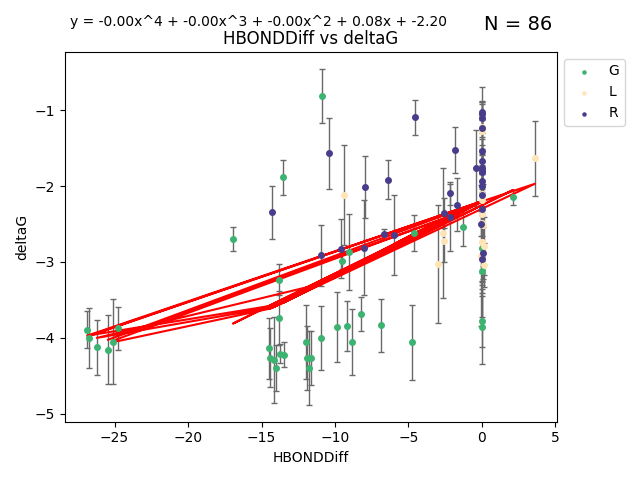 y = -0.00x^4 + -0.00x^3 + -0.00x^2 + 0.08x + -2.20
N = 86
HBONDDiff vs deltaG
G
L
R
−1
−2
−3
−4
−5
deltaG
−25
−20
−15
−10
−5
0
5
HBONDDiff